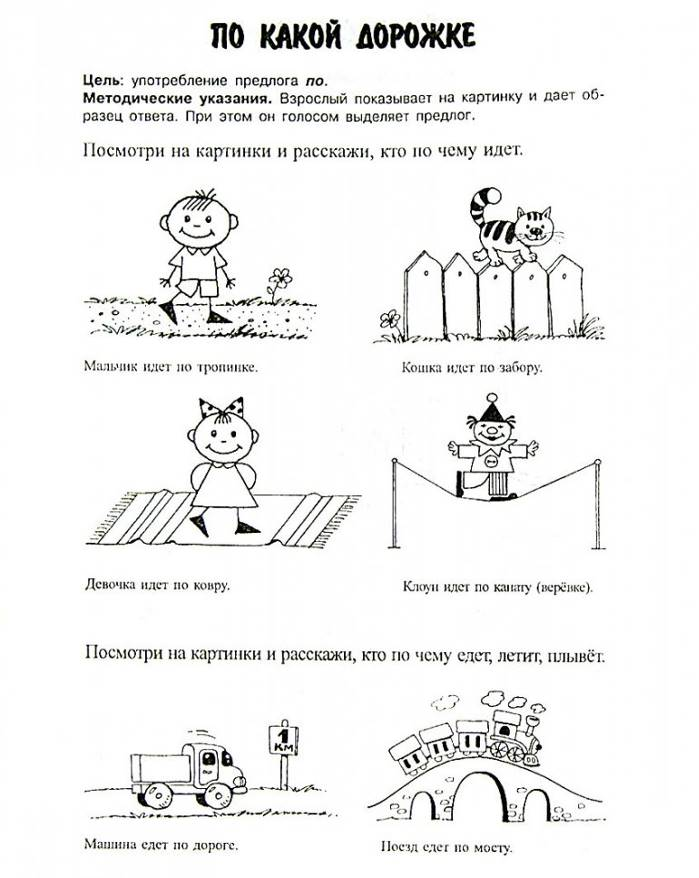 ПО КАКОЙ ДОРОЖКЕ
Цель: употребление предлога по.
Методические указания. Взрослый показывает на картинку и дает об-
разец ответа. При этом он голосом выделяет предлог.
Посмотри на картинки и расскажи, кто по чему идет.
Мальчик идет по тропинке.
Кошка идет по забору.
Девочка идет по ковру.
Клоун идет по канату (верёвке).
Посмотри на картинки и расскажи, кто по чему едет, летит, плывёт.
1
КМ
Машина едет по дороге.
Поезд едет по мосту.